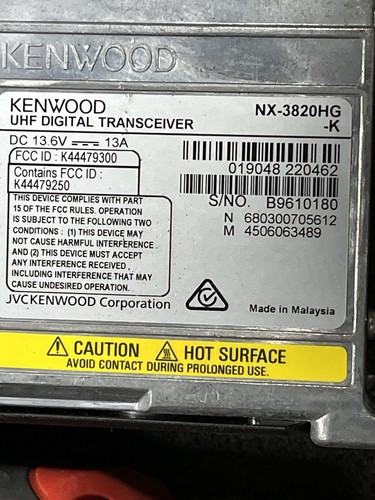 KENWOOD
KENWOOD NX-3820HG
UHF DIGITAL TRANSCEIVER -K
DC 13.6V ⎓ 13A
FCC ID : K44479300
Contains FCC ID :
K44479250
019048 220462
S/NO. B9610180
N 680300705612
M 4506063489
THIS DEVICE COMPLIES WITH PART
15 OF THE FCC RULES. OPERATION
IS SUBJECT TO THE FOLLOWING TWO
CONDITIONS : (1) THIS DEVICE MAY
NOT CAUSE HARMFUL INTERFERENCE.
AND (2) THIS DEVICE MUST ACCEPT
ANY INTERFERENCE RECEIVED,
INCLUDING INTERFERENCE THAT MAY
CAUSE UNDESIRED OPERATION.
JVCKENWOOD Corporation
Made in Malaysia
CAUTION HOT SURFACE
AVOID CONTACT DURING PROLONGED USE.